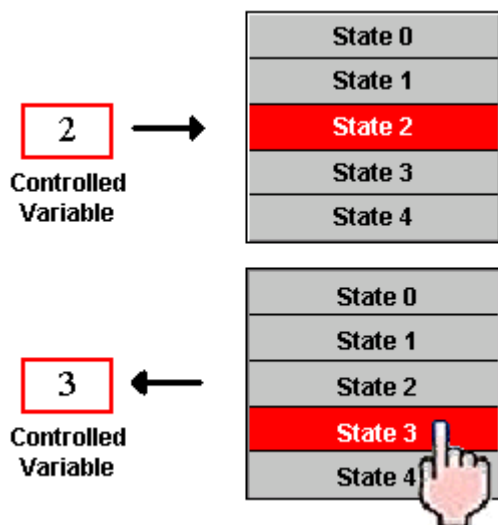 State 0
State 1
2
State 2
Controlled
Variable
State 3
State 4
State 0
State 1
3
State 2
Controlled
Variable
State 3
State 4